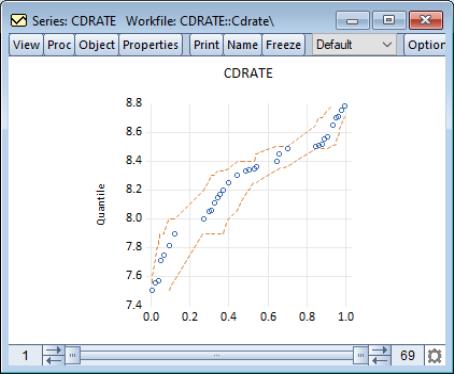 Series: CDRATE Workfile: CDRATE::Cdrate\
View Proc Object Properties Print Name Freeze Default Option
CDRATE
8.8
8.6
8.4
8.2
8.0
7.8
7.6
7.4
Quantile
0.0 0.2 0.4 0.6 0.8 1.0
1 69